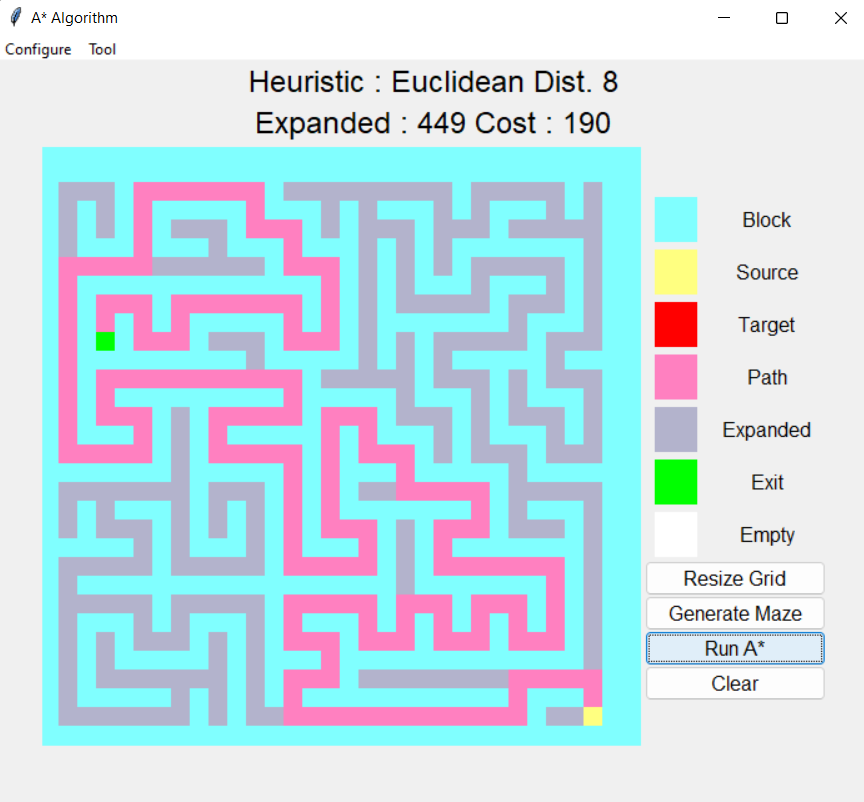 A* Algorithm
Configure Tool
Heuristic : Euclidean Dist. 8
Expanded : 449 Cost : 190
Block
Source
Target
Path
Expanded
Exit
Empty
Resize Grid
Generate Maze
Run A*
Clear